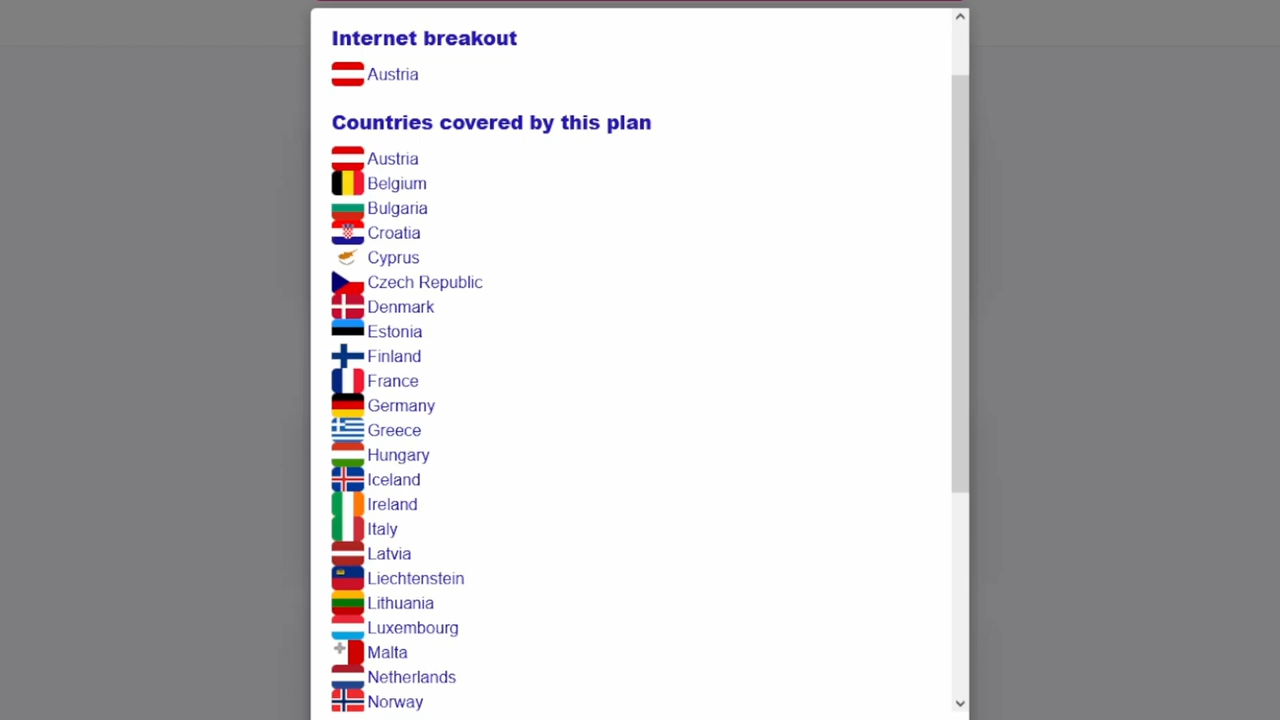 Internet breakout
Austria
Countries covered by this plan
Austria
Belgium
Bulgaria
Croatia
Cyprus
Czech Republic
Denmark
Estonia
Finland
France
Germany
Greece
Hungary
Iceland
Ireland
Italy
Latvia
Liechtenstein
Lithuania
Luxembourg
Malta
Netherlands
Norway